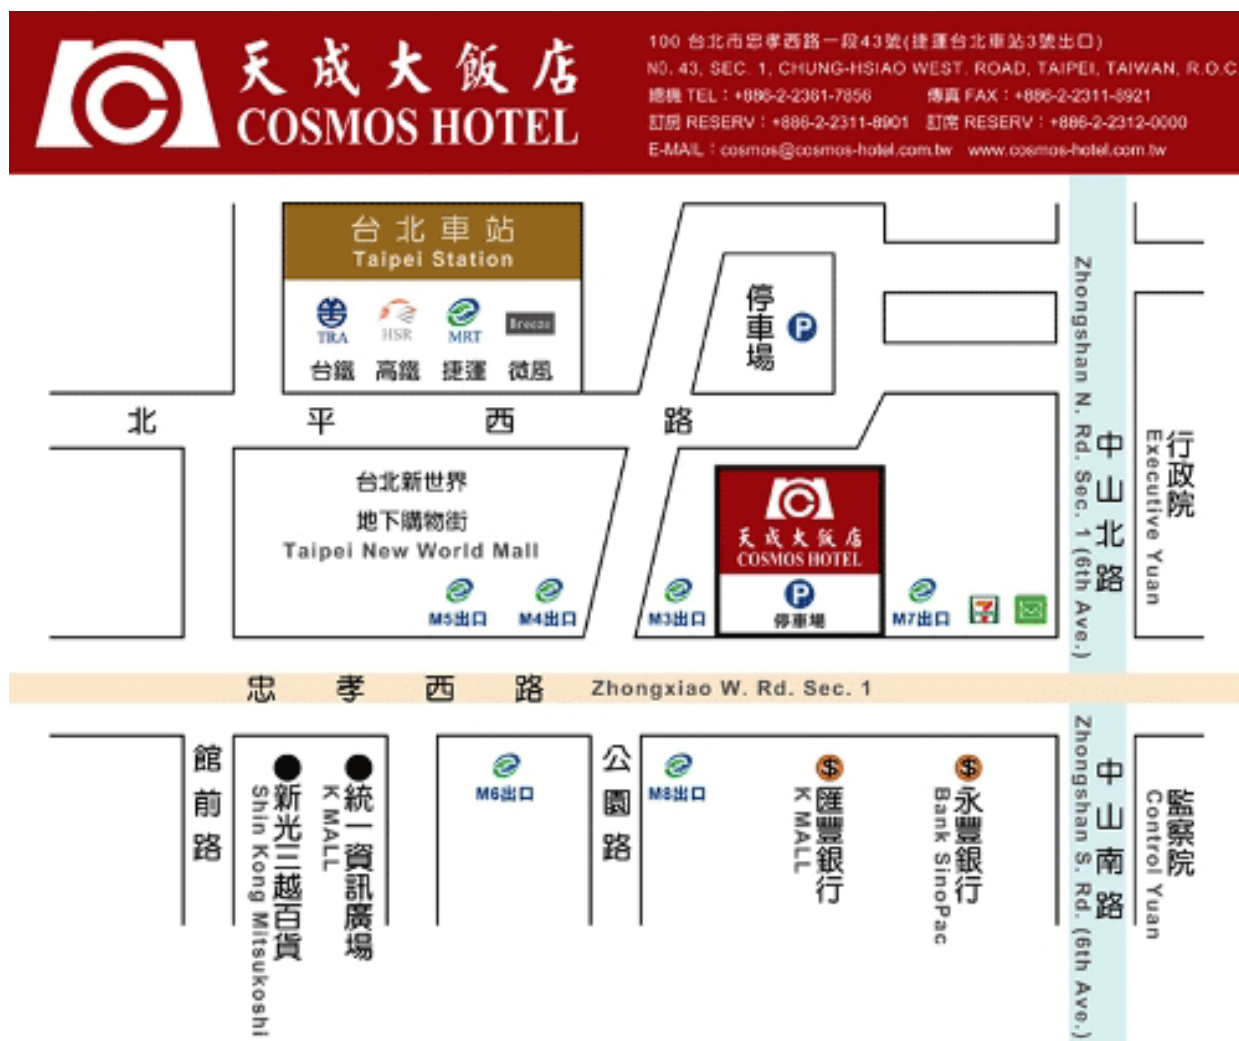 天成大飯店
COSMOS HOTEL
100 台北市忠孝西路一段43號(捷運台北車站3號出口)
NO. 43, SEC. 1, CHUNG-HSIAO WEST. ROAD, TAIPEI, TAIWAN, R.O.C
總機 TEL：+886-2-2361-7856 傳真 FAX：+886-2-2311-8921
訂房 RESERV：+886-2-2311-8901 訂席 RESERV：+886-2-2312-0000
E-MAIL：cosmos@cosmos-hotel.com.tw www.cosmos-hotel.com.tw
台北車站
Taipei Station
TRA HSR MRT Breeze
台鐵 高鐵 捷運 微風
停車場 P
北平西路
台北新世界
地下購物街
Taipei New World Mall
M5出口 M4出口 M3出口
天成大飯店
COSMOS HOTEL
P
停車場
M7出口
7
中山北路
Zhongshan N. Rd. Sec. 1 (6th Ave.)
行政院
Executive Yuan
忠孝西路 Zhongxiao W. Rd. Sec. 1
館前路
新光三越百貨
Shin Kong Mitsukoshi
統一資訊廣場
K MALL
M6出口
公園路
M8出口
$
匯豐銀行
K MALL
$
永豐銀行
Bank SinoPac
中山南路
Zhongshan S. Rd. (6th Ave.)
監察院
Control Yuan